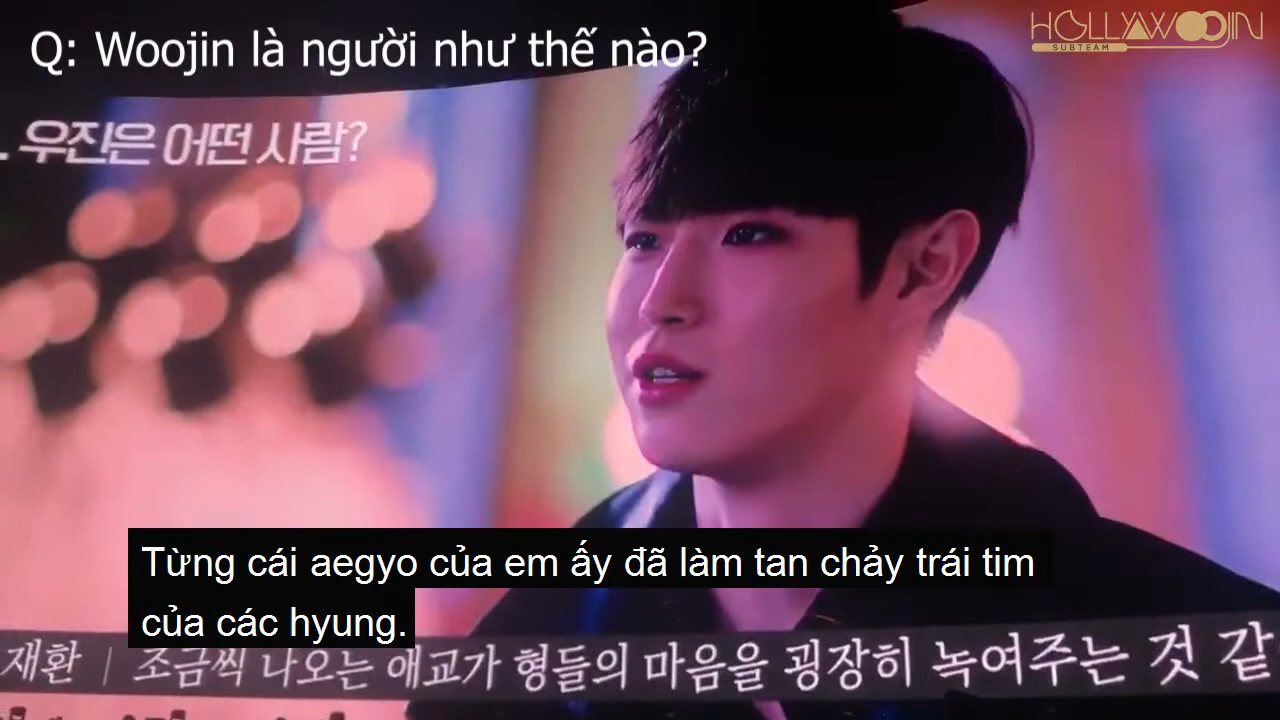 Q: Woojin là người như thế nào?
HOLLYWOOJIN
SUBTEAM
. 우진은 어떤 사람?
Từng cái aegyo của em ấy đã làm tan chảy trái tim
của các hyung.
재환 | 조금씩 나오는 애교가 형들의 마음을 굉장히 녹여주는 것 같